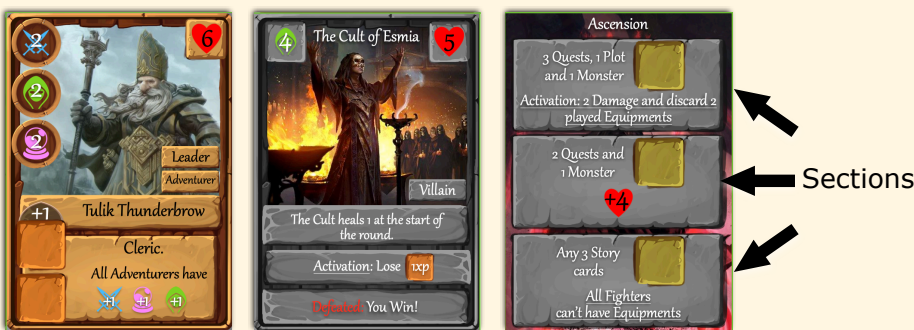 2
6
2
2
Leader
Adventurer
+1
Tulik Thunderbrow
Cleric.
All Adventurers have
+1 +1 +1
4
The Cult of Esmia
5
Villain
The Cult heals 1 at the start of
the round.
Activation: Lose 1xp
Defeated: You Win!
Ascension
3 Quests, 1 Plot
and 1 Monster
Activation: 2 Damage and discard 2
played Equipments
2 Quests and
1 Monster
+4
Any 3 Story
cards
All Fighters
can't have Equipments
Sections